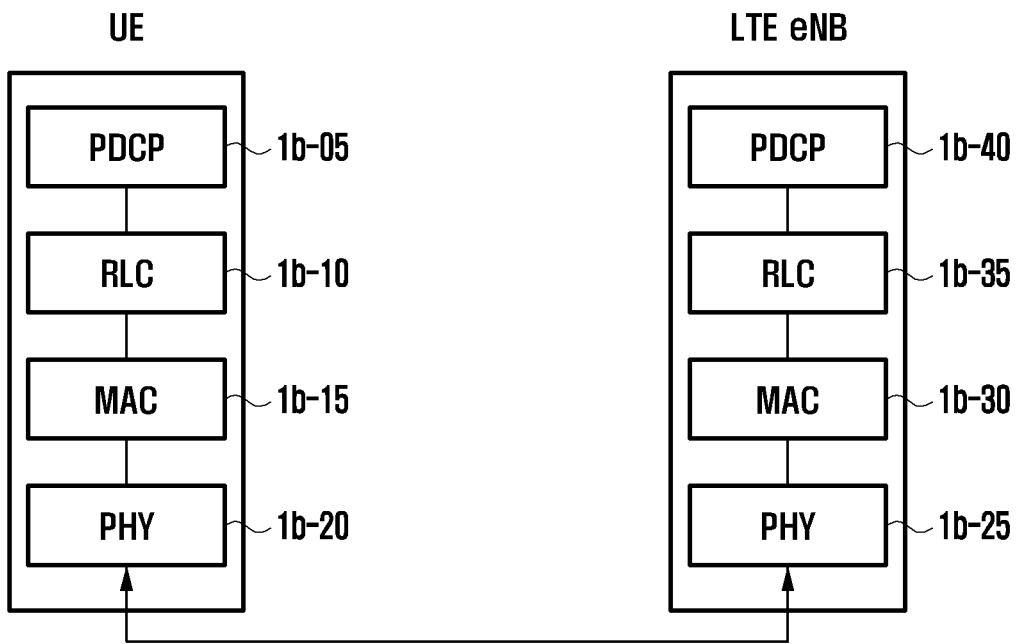 UE LTE eNB
PDCP 1b-05 PDCP 1b-40
RLC 1b-10 RLC 1b-35
MAC 1b-15 MAC 1b-30
PHY 1b-20 PHY 1b-25